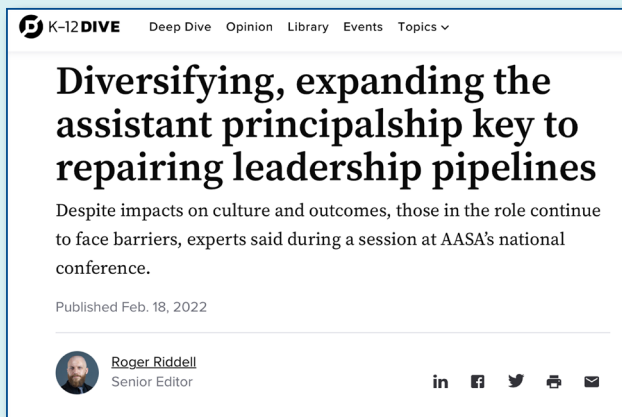 K–12 DIVE Deep Dive Opinion Library Events Topics
Diversifying, expanding the
assistant principalship key to
repairing leadership pipelines
Despite impacts on culture and outcomes, those in the role continue
to face barriers, experts said during a session at AASA’s national
conference.
Published Feb. 18, 2022
Roger Riddell
Senior Editor